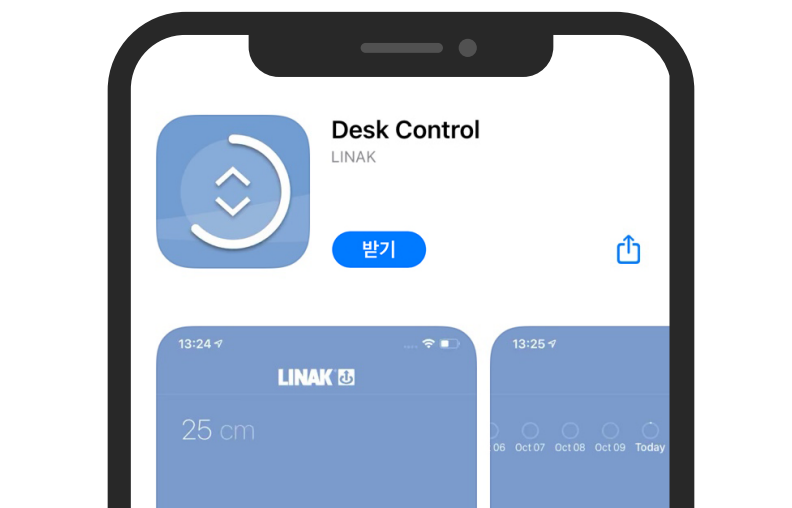 Desk Control
LINAK
받기
13:24
13:25
LINAK
25 cm
06 Oct 07 Oct 08 Oct 09 Today